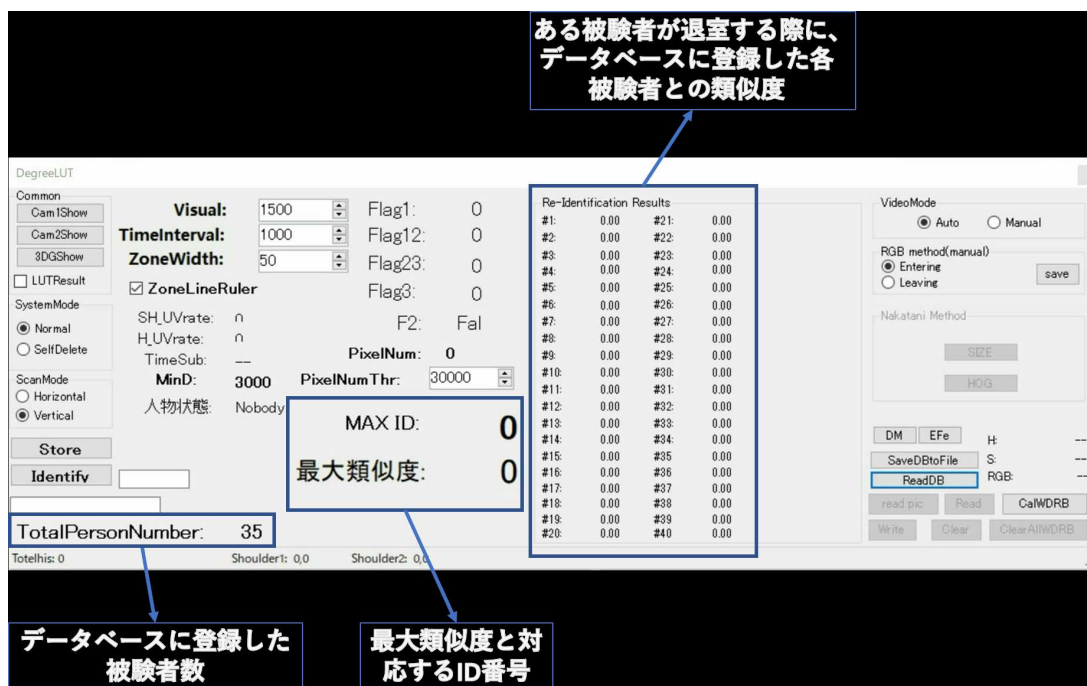 ある被験者が退室する際に、
データベースに登録した各
被験者との類似度
DegreeLUT
Common
Cam1Show
Cam2Show
3DGShow
LUTResult
SystemMode
Normal
SelfDelete
ScanMode
Horizontal
Vertical
Store
Identify
Visual: 1500
TimeInterval: 1000
ZoneWidth: 50
ZoneLineRuler
SH_UVrate: 0
H_UVrate: 0
TimeSub: --
MinD: 3000
人物状態: Nobody
Flag1: 0
Flag12: 0
Flag23: 0
Flag3: 0
F2: Fal
PixelNum: 0
PixelNumThr: 30000
MAX ID: 0
最大類似度: 0
TotalPersonNumber: 35
Re-Identification Results
#1: 0.00 #21: 0.00
#2: 0.00 #22: 0.00
#3: 0.00 #23: 0.00
#4: 0.00 #24: 0.00
#5: 0.00 #25: 0.00
#6: 0.00 #26: 0.00
#7: 0.00 #27: 0.00
#8: 0.00 #28: 0.00
#9: 0.00 #29: 0.00
#10: 0.00 #30: 0.00
#11: 0.00 #31: 0.00
#12: 0.00 #32: 0.00
#13: 0.00 #33: 0.00
#14: 0.00 #34: 0.00
#15: 0.00 #35 0.00
#16: 0.00 #36 0.00
#17: 0.00 #37 0.00
#18: 0.00 #38 0.00
#19: 0.00 #39 0.00
#20: 0.00 #40 0.00
VideoMode
Auto Manual
RGB method(manual)
Entering
Leaving
save
Nakatani Method
SIZE
HOG
DM EFe H: --
SaveDBtoFile S: --
ReadDB RGB: --
read pic Read CalWDRB
Write Clear ClearAllWDRB
Totelhis: 0 Shoulder1: 0,0 Shoulder2: 0,0
データベースに登録した
被験者数
最大類似度と対
応するID番号